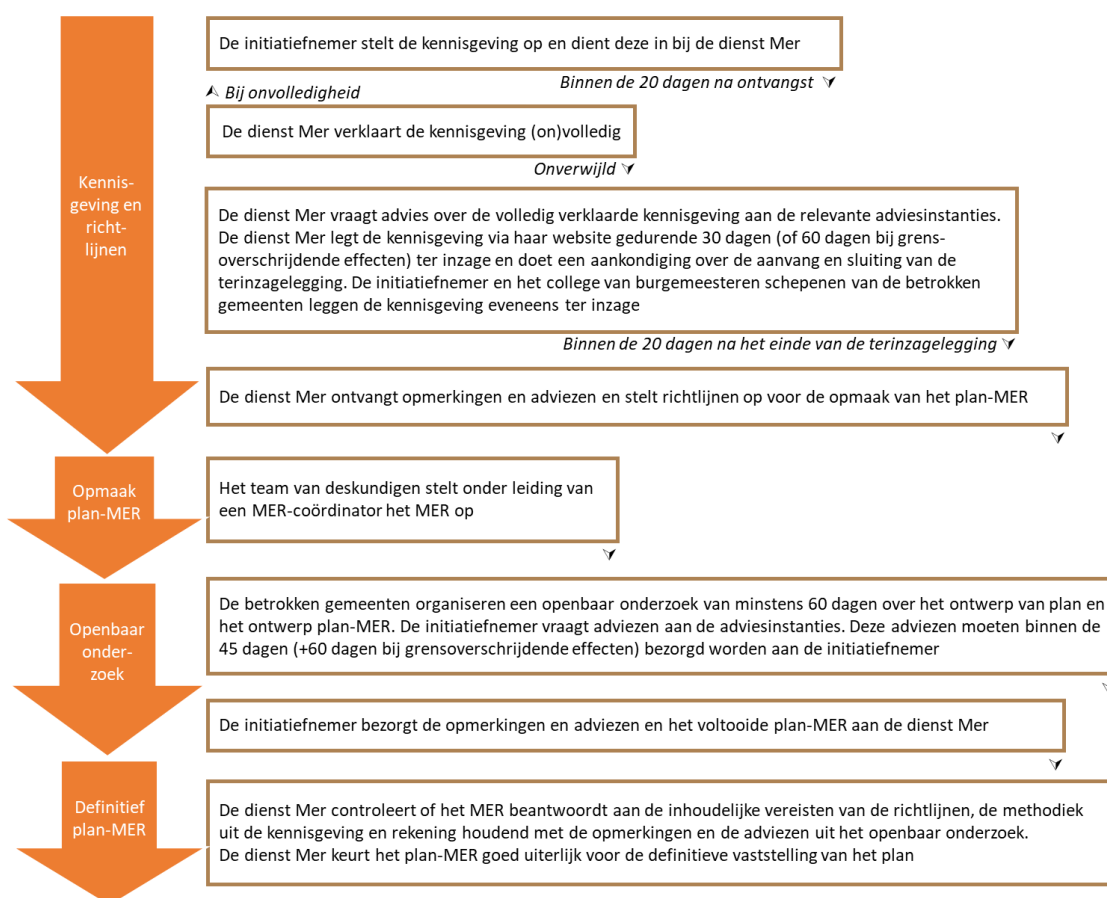 De initiatiefnemer stelt de kennisgeving op en dient deze in bij de dienst Mer
Binnen de 20 dagen na ontvangst
Bij onvolledigheid
De dienst Mer verklaart de kennisgeving (on)volledig
Onverwijld
Kennis-
geving en
richt-
lijnen
De dienst Mer vraagt advies over de volledig verklaarde kennisgeving aan de relevante adviesinstanties.
De dienst Mer legt de kennisgeving via haar website gedurende 30 dagen (of 60 dagen bij grens-
overschrijdende effecten) ter inzage en doet een aankondiging over de aanvang en sluiting van de
terinzagelegging. De initiatiefnemer en het college van burgemeesteren schepenen van de betrokken
gemeenten leggen de kennisgeving eveneens ter inzage
Binnen de 20 dagen na het einde van de terinzagelegging
De dienst Mer ontvangt opmerkingen en adviezen en stelt richtlijnen op voor de opmaak van het plan-MER
Opmaak
plan-MER
Het team van deskundigen stelt onder leiding van
een MER-coördinator het MER op
Openbaar
onder-
zoek
De betrokken gemeenten organiseren een openbaar onderzoek van minstens 60 dagen over het ontwerp van plan en
het ontwerp plan-MER. De initiatiefnemer vraagt adviezen aan de adviesinstanties. Deze adviezen moeten binnen de
45 dagen (+60 dagen bij grensoverschrijdende effecten) bezorgd worden aan de initiatiefnemer
De initiatiefnemer bezorgt de opmerkingen en adviezen en het voltooide plan-MER aan de dienst Mer
Definitief
plan-MER
De dienst Mer controleert of het MER beantwoordt aan de inhoudelijke vereisten van de richtlijnen, de methodiek
uit de kennisgeving en rekening houdend met de opmerkingen en de adviezen uit het openbaar onderzoek.
De dienst Mer keurt het plan-MER goed uiterlijk voor de definitieve vaststelling van het plan